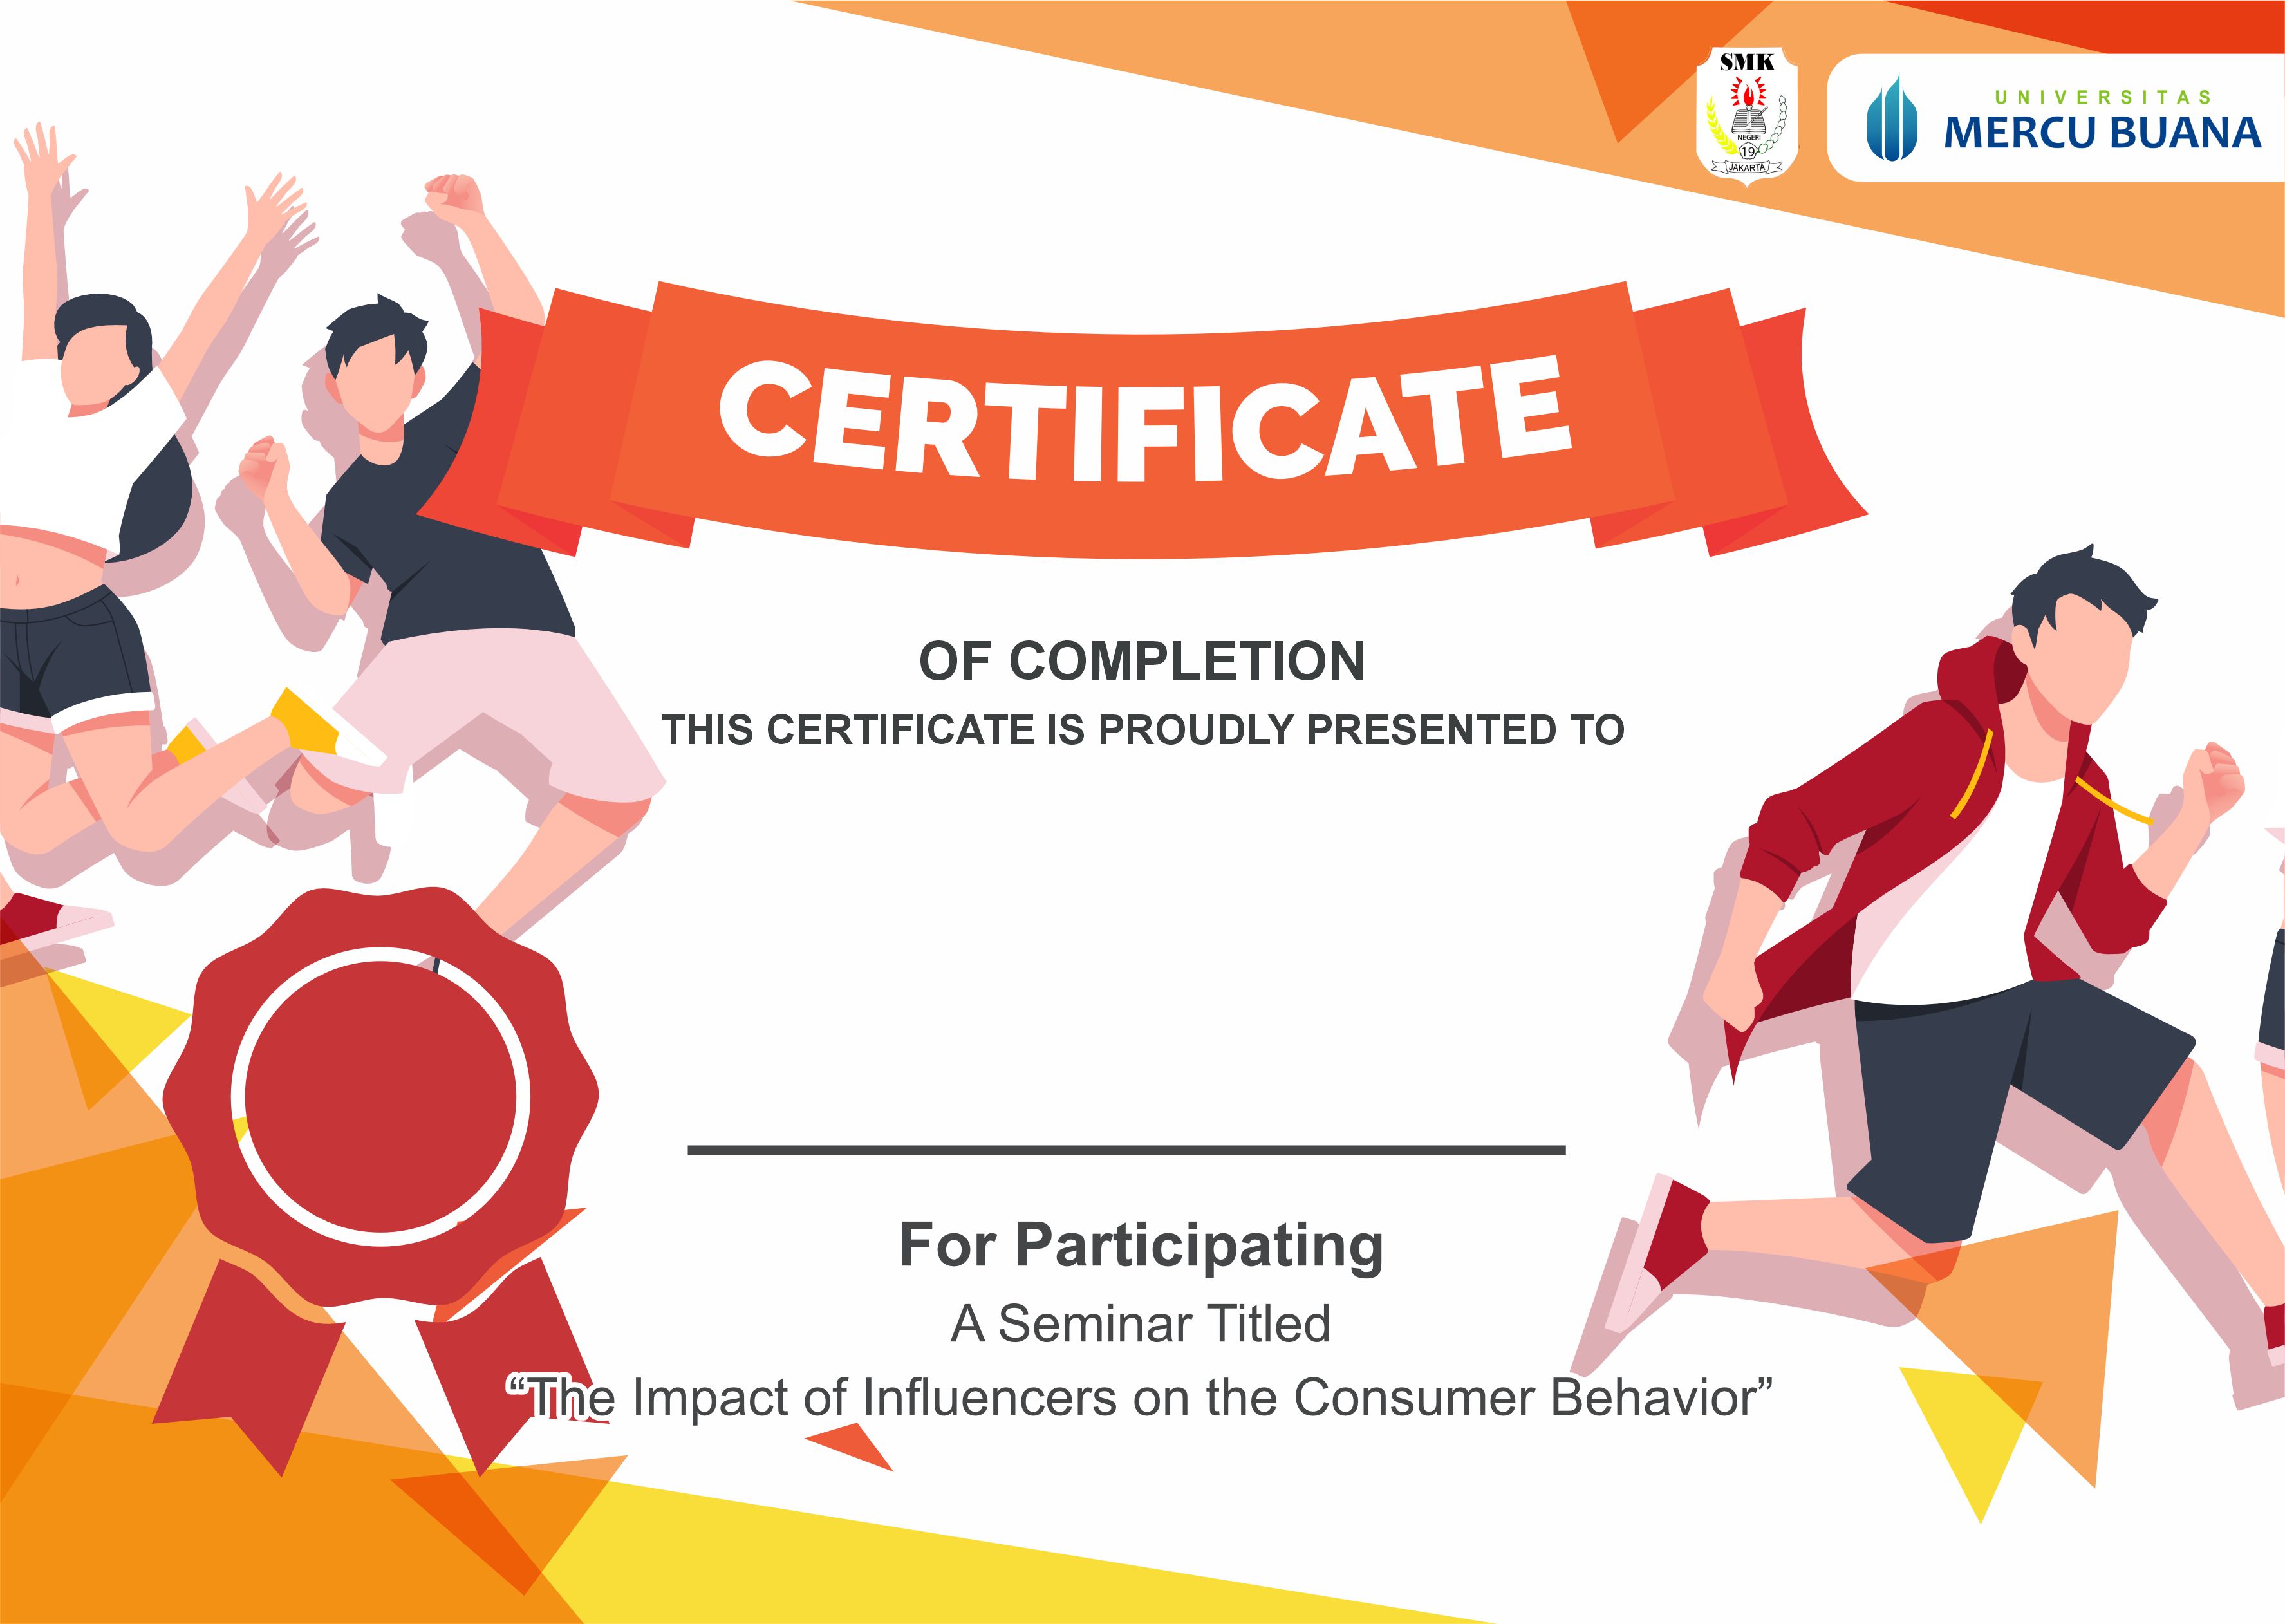 SMK
NEGERI
19
JAKARTA
UNIVERSITAS
MERCU BUANA
CERTIFICATE
OF COMPLETION
THIS CERTIFICATE IS PROUDLY PRESENTED TO
For Participating
A Seminar Titled
“The Impact of Influencers on the Consumer Behavior”